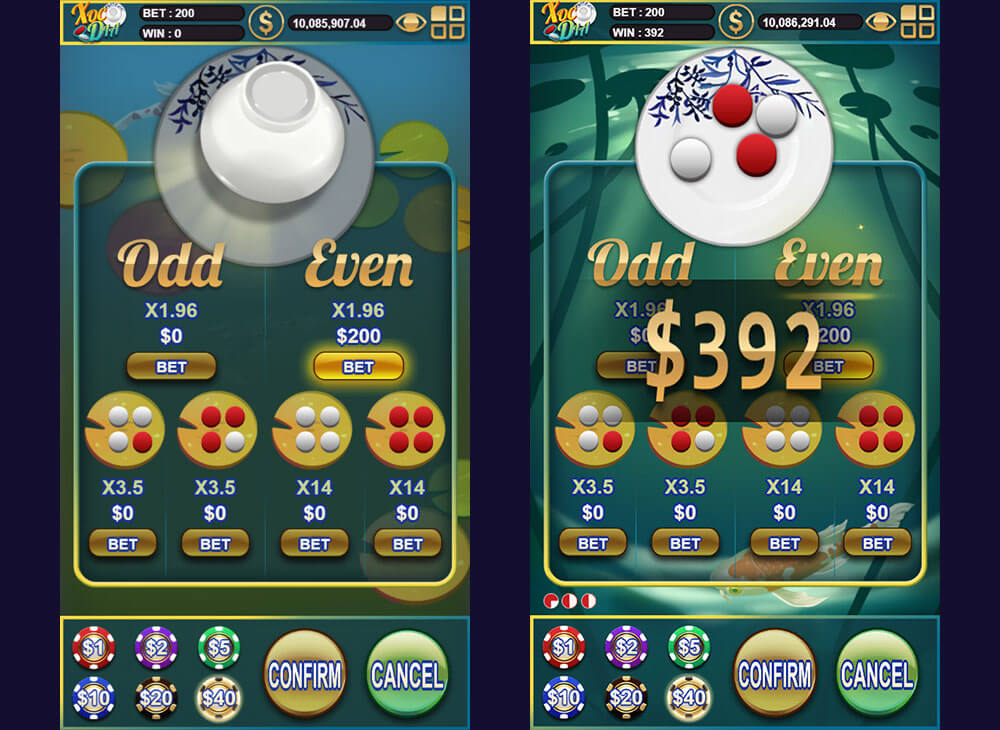 Xoc
Dia
BET : 200
WIN : 0
$
10,085,907.04
Odd Even
X1.96 X1.96
$0 $200
BET BET
X3.5 X3.5 X14 X14
$0 $0 $0 $0
BET BET BET BET
$1 $2 $5
$10 $20 $40
CONFIRM CANCEL
Xoc
Dia
BET : 200
WIN : 392
$
10,086,291.04
Odd Even
X1.96 X1.96
$392
BET BET
X3.5 X3.5 X14 X14
$0 $0 $0 $0
BET BET BET BET
$1 $2 $5
$10 $20 $40
CONFIRM CANCEL